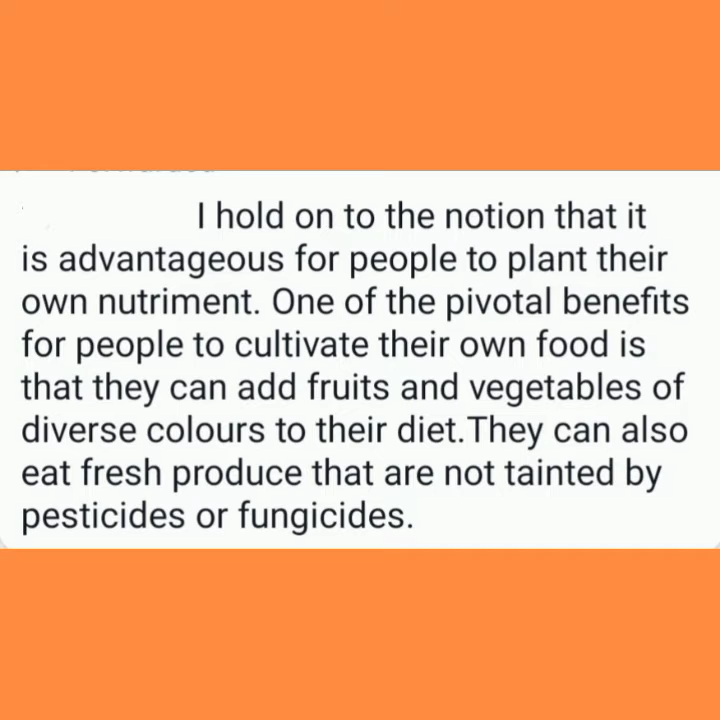 I hold on to the notion that it
is advantageous for people to plant their
own nutriment. One of the pivotal benefits
for people to cultivate their own food is
that they can add fruits and vegetables of
diverse colours to their diet.They can also
eat fresh produce that are not tainted by
pesticides or fungicides.